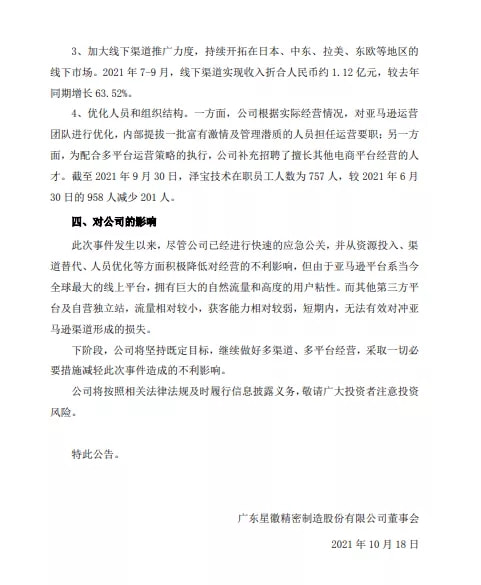 3、加大线下渠道推广力度，持续开拓在日本、中东、拉美、东欧等地区的
线下市场。2021 年 7-9 月，线下渠道实现收入折合人民币约 1.12 亿元，较去年
同期增长 63.52%。
4、优化人员和组织结构。一方面，公司根据实际经营情况，对亚马逊运营
团队进行优化，内部提拔一批富有激情及管理潜质的人员担任运营要职；另一方
面，为配合多平台运营策略的执行，公司补充招聘了擅长其他电商平台经营的人
才。截至 2021 年 9 月 30 日，泽宝技术在职员工人数为 757 人，较 2021 年 6 月
30 日的 958 人减少 201 人。
四、对公司的影响
此次事件发生以来，尽管公司已经进行快速的应急公关，并从资源投入、渠
道替代、人员优化等方面积极降低对经营的不利影响，但由于亚马逊平台系当今
全球最大的线上平台，拥有巨大的自然流量和高度的用户粘性。而其他第三方平
台及自营独立站，流量相对较小，获客能力相对较弱，短期内，无法有效对冲亚
马逊渠道形成的损失。
下阶段，公司将坚持既定目标，继续做好多渠道、多平台经营，采取一切必
要措施减轻此次事件造成的不利影响。
公司将按照相关法律法规及时履行信息披露义务，敬请广大投资者注意投资
风险。
特此公告。
广东星徽精密制造股份有限公司董事会
2021 年 10 月 18 日